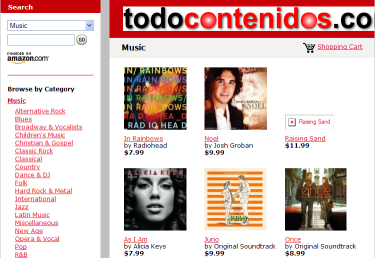 Search
todocontenidos.co
Music
GO
Music
Shopping Cart
POWERED BY
amazon.com
Browse by Category
Music
Alternative Rock
Blues
Broadway & Vocalists
Children's Music
Christian & Gospel
Classic Rock
Classical
Country
Dance & DJ
Folk
Hard Rock & Metal
International
Jazz
Latin Music
Miscellaneous
New Age
Opera & Vocal
Pop
R&B
IN/ RAINBOWS
RAD IO HEA D
In Rainbows
by Radiohead
$7.99
JOSH GROBAN
NOEL
Noel
by Josh Groban
$9.99
Raising Sand
Raising Sand
$11.99
ALICIA KEYS
As I Am
by Alicia Keys
$7.99
JUNO
Juno
by Original Soundtrack
$9.99
once
Once
by Original Soundtrack
$8.99